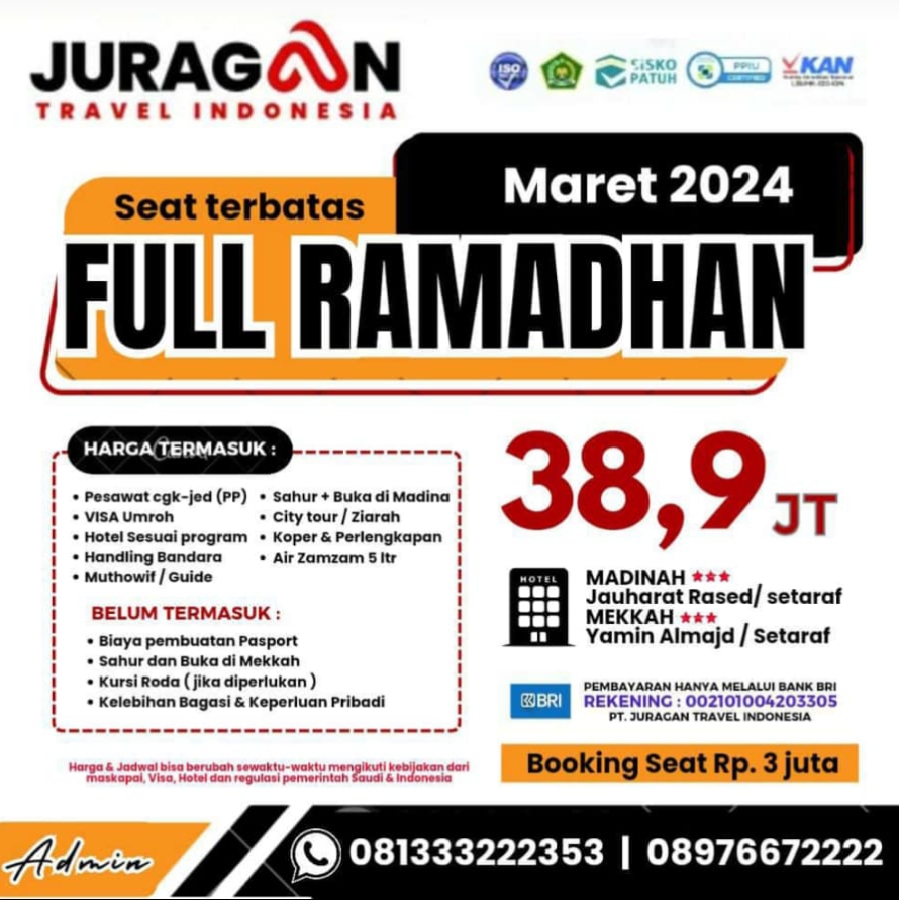 JURAGAN
TRAVEL INDONESIA
ISO
SISKO
PATUH
PPIU
CERTIFIED
KAN
Maret 2024
Seat terbatas
FULL RAMADHAN
HARGA TERMASUK :
• Pesawat cgk-jed (PP)
• VISA Umroh
• Hotel Sesuai program
• Handling Bandara
• Muthowif / Guide
• Sahur + Buka di Madina
• City tour / Ziarah
• Koper & Perlengkapan
• Air Zamzam 5 ltr
BELUM TERMASUK :
• Biaya pembuatan Pasport
• Sahur dan Buka di Mekkah
• Kursi Roda ( jika diperlukan )
• Kelebihan Bagasi & Keperluan Pribadi
Harga & Jadwal bisa berubah sewaktu-waktu mengikuti kebijakan dari
maskapai, Visa, Hotel dan regulasi pemerintah Saudi & Indonesia
38,9 JT
HOTEL
MADINAH ★★★
Jauharat Rased/ setaraf
MEKKAH ★★★
Yamin Almajd / Setaraf
BRI
PEMBAYARAN HANYA MELALUI BANK BRI
REKENING : 002101004203305
PT. JURAGAN TRAVEL INDONESIA
Booking Seat Rp. 3 juta
Admin
081333222353 | 08976672222